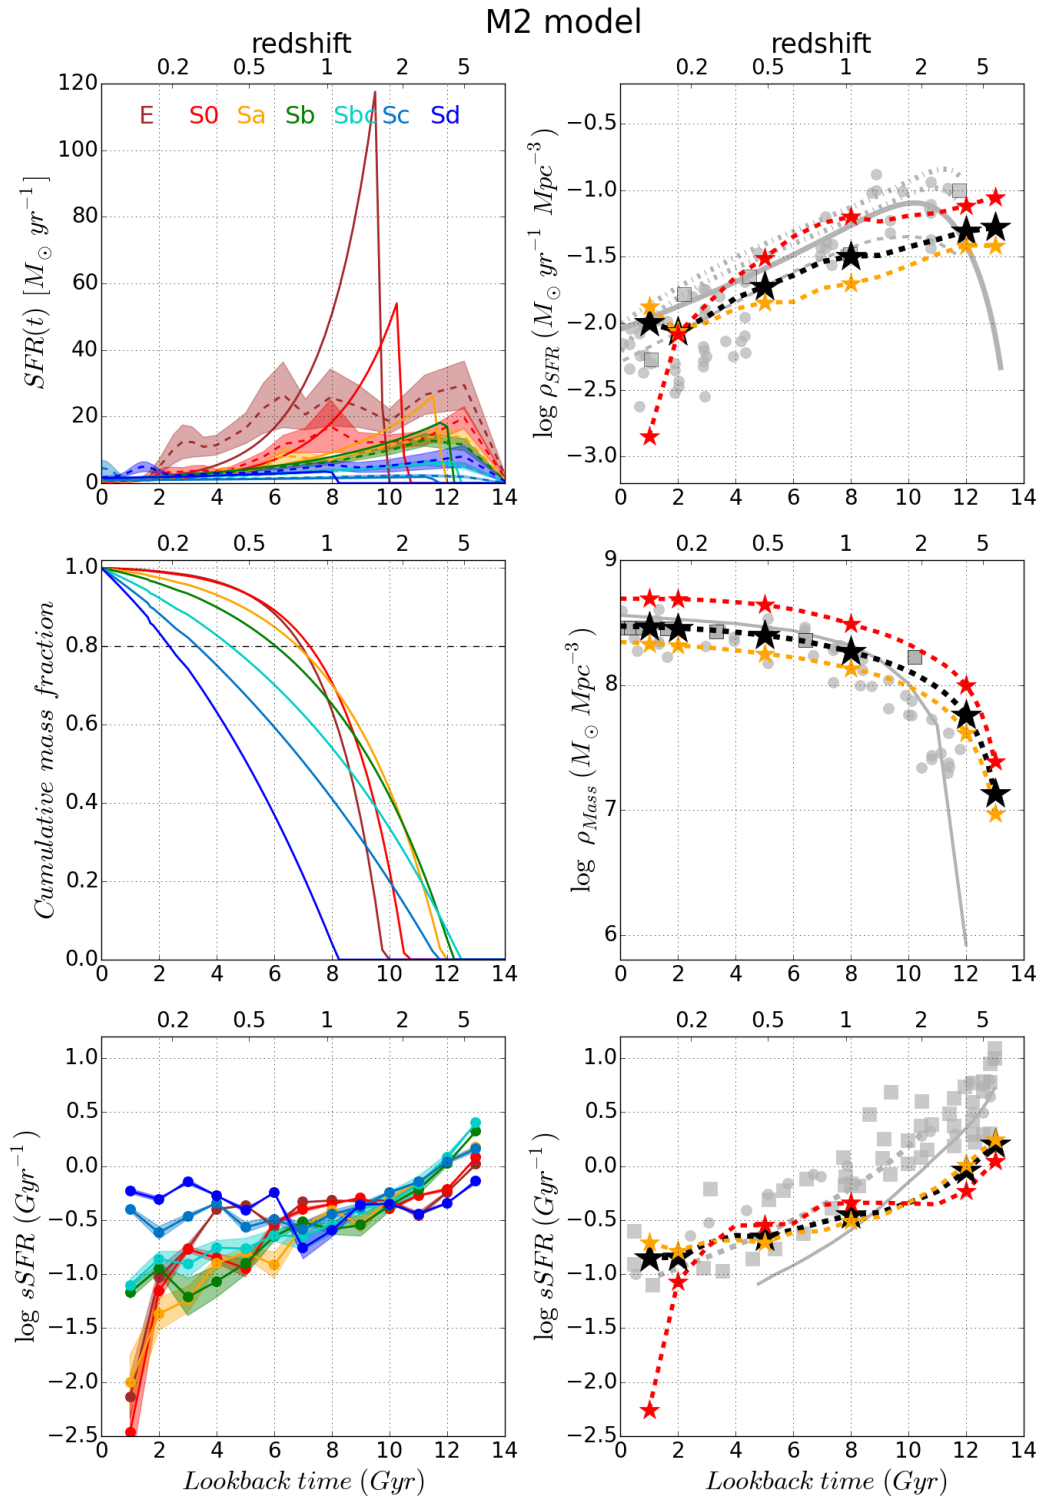 M2 model
redshift
redshift
0.2 0.5 1 2 5
0.2 0.5 1 2 5
120
100
80
60
40
20
0
SFR(t) [M⊙ yr⁻¹]
E S0 Sa Sb Sbc Sc Sd
0 2 4 6 8 10 12 14
−0.5
−1.0
−1.5
−2.0
−2.5
−3.0
log ρSFR (M⊙ yr⁻¹ Mpc⁻³)
0 2 4 6 8 10 12 14
0.2 0.5 1 2 5
0.2 0.5 1 2 5
1.0
0.8
0.6
0.4
0.2
0.0
Cumulative mass fraction
0 2 4 6 8 10 12 14
9
8
7
6
log ρMass (M⊙ Mpc⁻³)
0 2 4 6 8 10 12 14
0.2 0.5 1 2 5
0.2 0.5 1 2 5
1.0
0.5
0.0
−0.5
−1.0
−1.5
−2.0
−2.5
log sSFR (Gyr⁻¹)
0 2 4 6 8 10 12 14
Lookback time (Gyr)
1.0
0.5
0.0
−0.5
−1.0
−1.5
−2.0
−2.5
log sSFR (Gyr⁻¹)
0 2 4 6 8 10 12 14
Lookback time (Gyr)